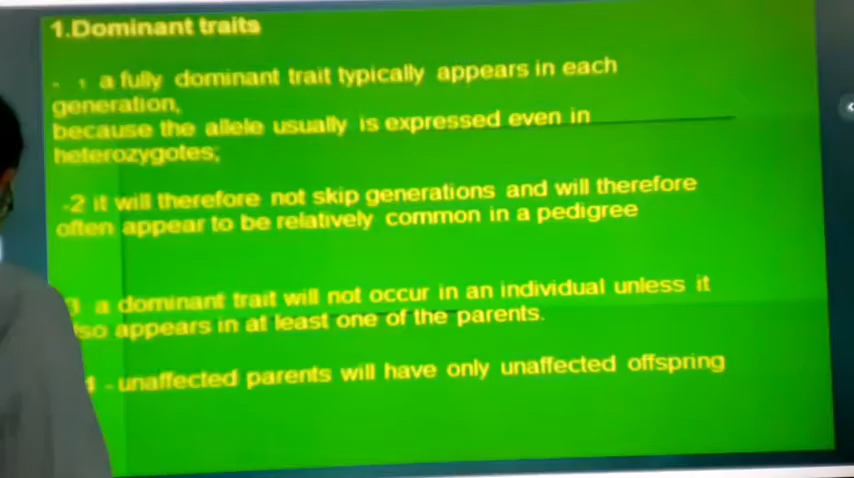 1.Dominant traits
- 1 a fully dominant trait typically appears in each
generation,
because the allele usually is expressed even in
heterozygotes;
-2 it will therefore not skip generations and will therefore
often appear to be relatively common in a pedigree
3 a dominant trait will not occur in an individual unless it
so appears in at least one of the parents.
- unaffected parents will have only unaffected offspring